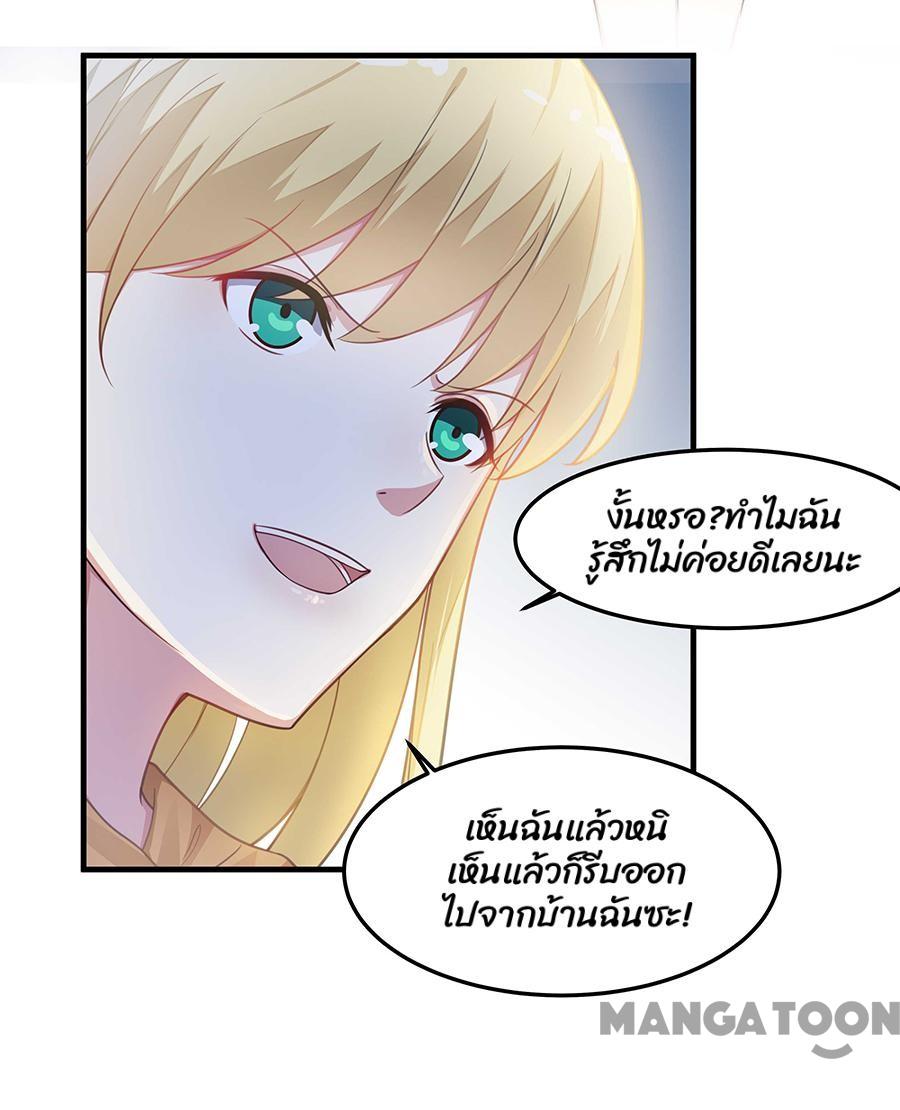 งั้นหรอ?ทำไมฉัน
รู้สึกไม่ค่อยดีเลยนะ
เห็นฉันแล้วหนิ
เห็นแล้วก็รีบออก
ไปจากบ้านฉันซะ!
MANGATOON